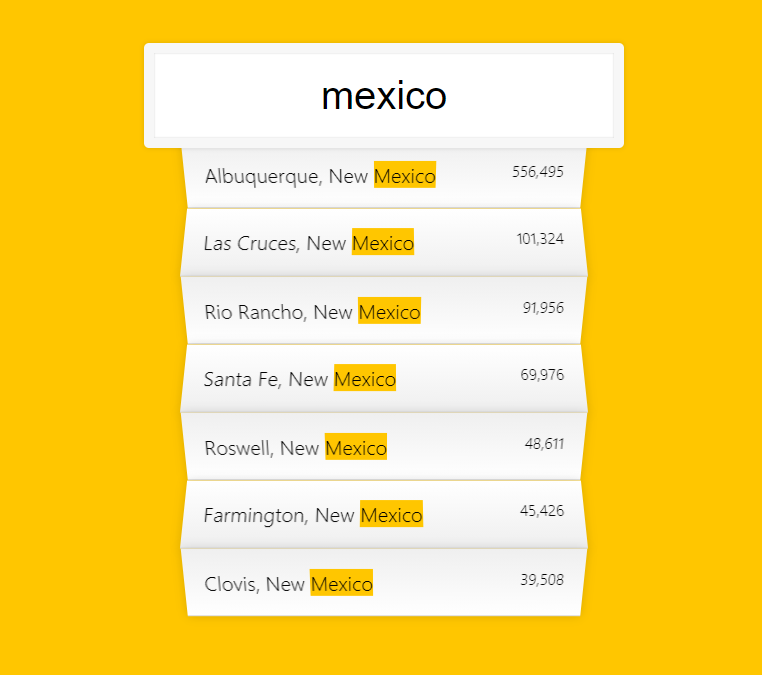 mexico
Albuquerque, New Mexico 556,495
Las Cruces, New Mexico 101,324
Rio Rancho, New Mexico 91,956
Santa Fe, New Mexico 69,976
Roswell, New Mexico 48,611
Farmington, New Mexico 45,426
Clovis, New Mexico 39,508